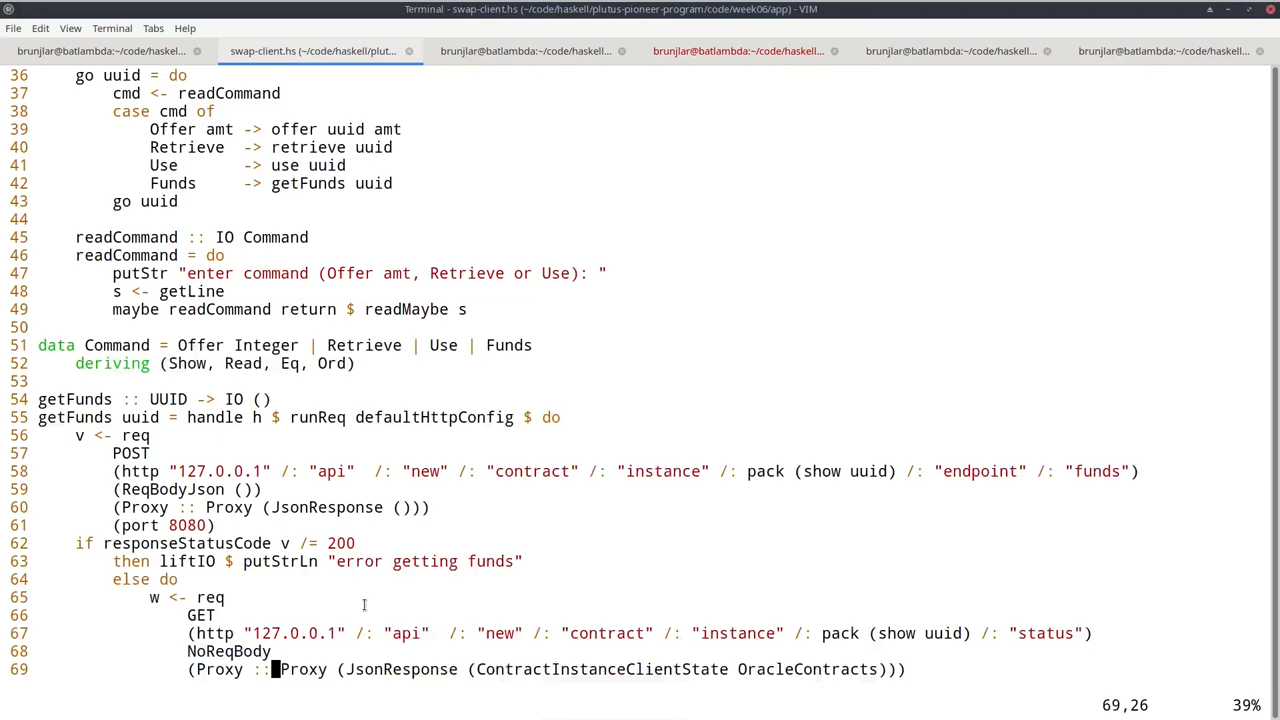 Terminal - swap-client.hs (~/code/haskell/plutus-pioneer-program/code/week06/app) - VIM
File Edit View Terminal Tabs Help
brunjlar@batlambda:~/code/haskel... swap-client.hs (~/code/haskell/plut... brunjlar@batlambda:~/code/haskell... brunjlar@batlambda:~/code/haskell... brunjlar@batlambda:~/code/haskell... brunjlar@batlambda:~/code/haskell...
36     go uuid = do
37         cmd <- readCommand
38         case cmd of
39             Offer amt -> offer uuid amt
40             Retrieve  -> retrieve uuid
41             Use       -> use uuid
42             Funds     -> getFunds uuid
43         go uuid
44
45     readCommand :: IO Command
46     readCommand = do
47         putStr "enter command (Offer amt, Retrieve or Use): "
48         s <- getLine
49         maybe readCommand return $ readMaybe s
50
51 data Command = Offer Integer | Retrieve | Use | Funds
52     deriving (Show, Read, Eq, Ord)
53
54 getFunds :: UUID -> IO ()
55 getFunds uuid = handle h $ runReq defaultHttpConfig $ do
56     v <- req
57         POST
58         (http "127.0.0.1" /: "api"  /: "new" /: "contract" /: "instance" /: pack (show uuid) /: "endpoint" /: "funds")
59         (ReqBodyJson ())
60         (Proxy :: Proxy (JsonResponse ()))
61         (port 8080)
62     if responseStatusCode v /= 200
63         then liftIO $ putStrLn "error getting funds"
64         else do
65             w <- req
66                 GET
67                 (http "127.0.0.1" /: "api"  /: "new" /: "contract" /: "instance" /: pack (show uuid) /: "status")
68                 NoReqBody
69                 (Proxy :: Proxy (JsonResponse (ContractInstanceClientState OracleContracts)))
69,26 39%